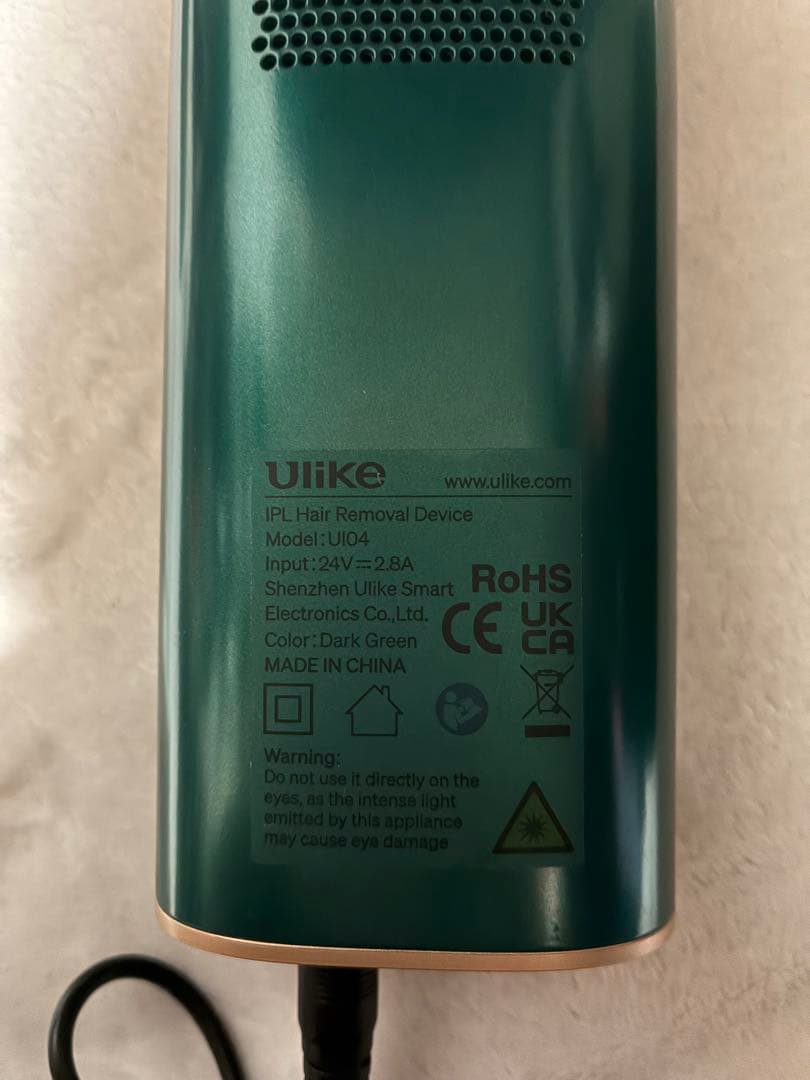 Ulike www.ulike.com
IPL Hair Removal Device
Model:UI04
Input:24V⎓2.8A
Shenzhen Ulike Smart
Electronics Co.,Ltd.
Color:Dark Green
MADE IN CHINA
RoHS
CE UK
CA
Warning:
Do not use it directly on the
eyes, as the intense light
emitted by this appliance
may cause eye damage